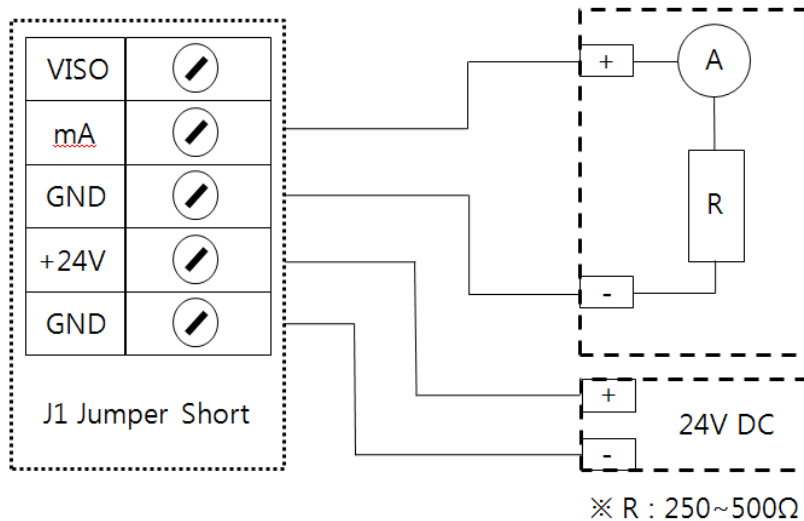 VISO
mA
GND
+24V
GND
J1 Jumper Short
+
A
R
-
+
24V DC
-
※ R : 250~500Ω